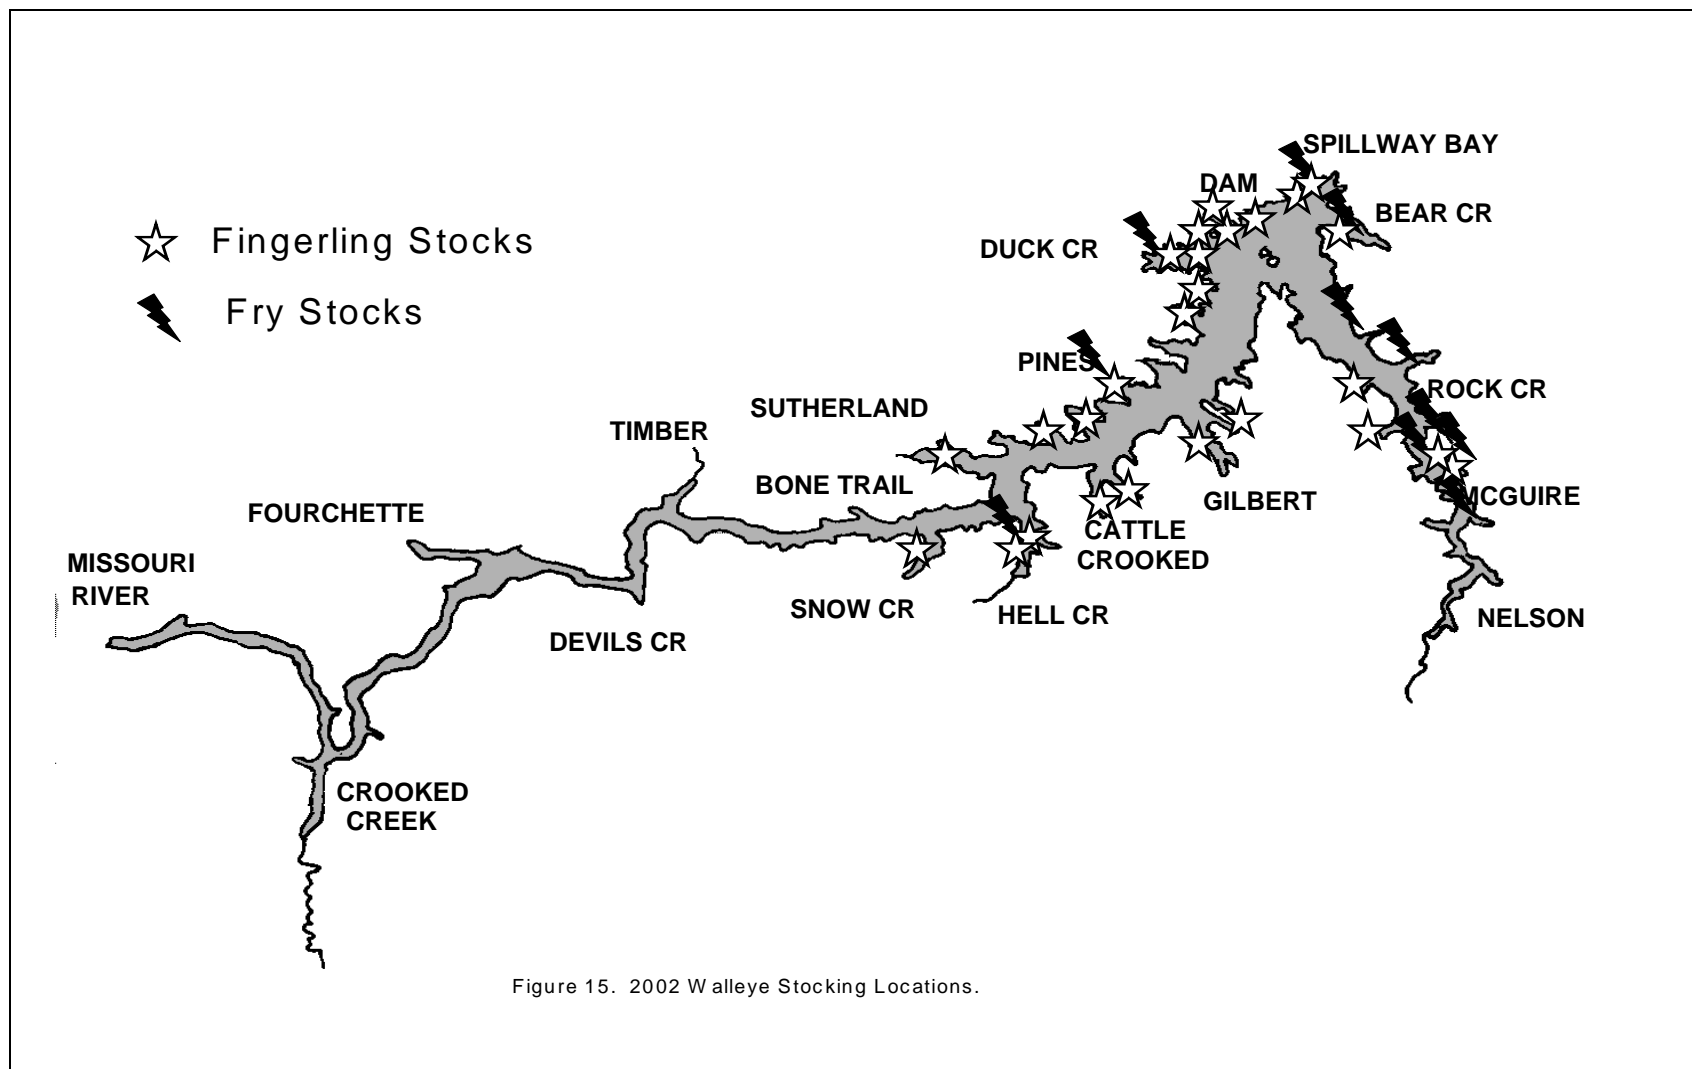 SPILLWAY BAY
DAM
BEAR CR
Fingerling Stocks
DUCK CR
Fry Stocks
PINES
ROCK CR
SUTHERLAND
TIMBER
BONE TRAIL
GILBERT
MCGUIRE
FOURCHETTE
CATTLE
CROOKED
MISSOURI
RIVER
SNOW CR
HELL CR
NELSON
DEVILS CR
CROOKED
CREEK
Figure 15. 2002 Walleye Stocking Locations.